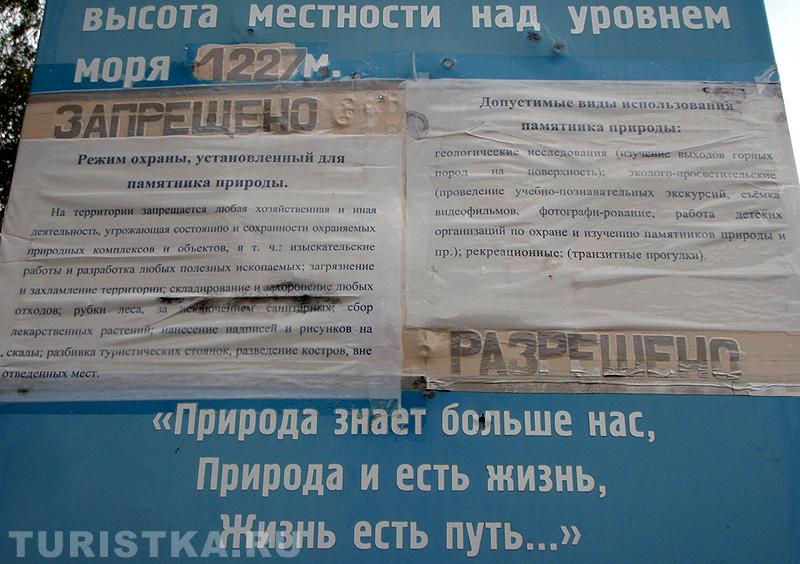 высота местности над уровнем
моря 1227м.
ЗАПРЕЩЕНО
Режим охраны, установленный для
памятника природы.
На территории запрещается любая хозяйственная и иная
деятельность, угрожающая состоянию и сохранности охраняемых
природных комплексов и объектов, в т. ч.: изыскательские
работы и разработка любых полезных ископаемых; загрязнение
и захламление территории; складирование и захоронение любых
отходов; рубки леса, за исключением санитарных; сбор
лекарственных растений; нанесение надписей и рисунков на
скалы; разбивка туристических стоянок, разведение костров, вне
отведенных мест.
Допустимые виды использования
памятника природы:
геологические исследования (изучение выходов горных
пород на поверхность); эколого-просветительские
(проведение учебно-познавательных экскурсий, съёмка
видеофильмов, фотографи-рование, работа детских
организаций по охране и изучению памятников природы и
пр.); рекреационные; (транзитные прогулки).
РАЗРЕШЕНО
«Природа знает больше нас,
Природа и есть жизнь,
Жизнь есть путь...»
TURISTKA.RU